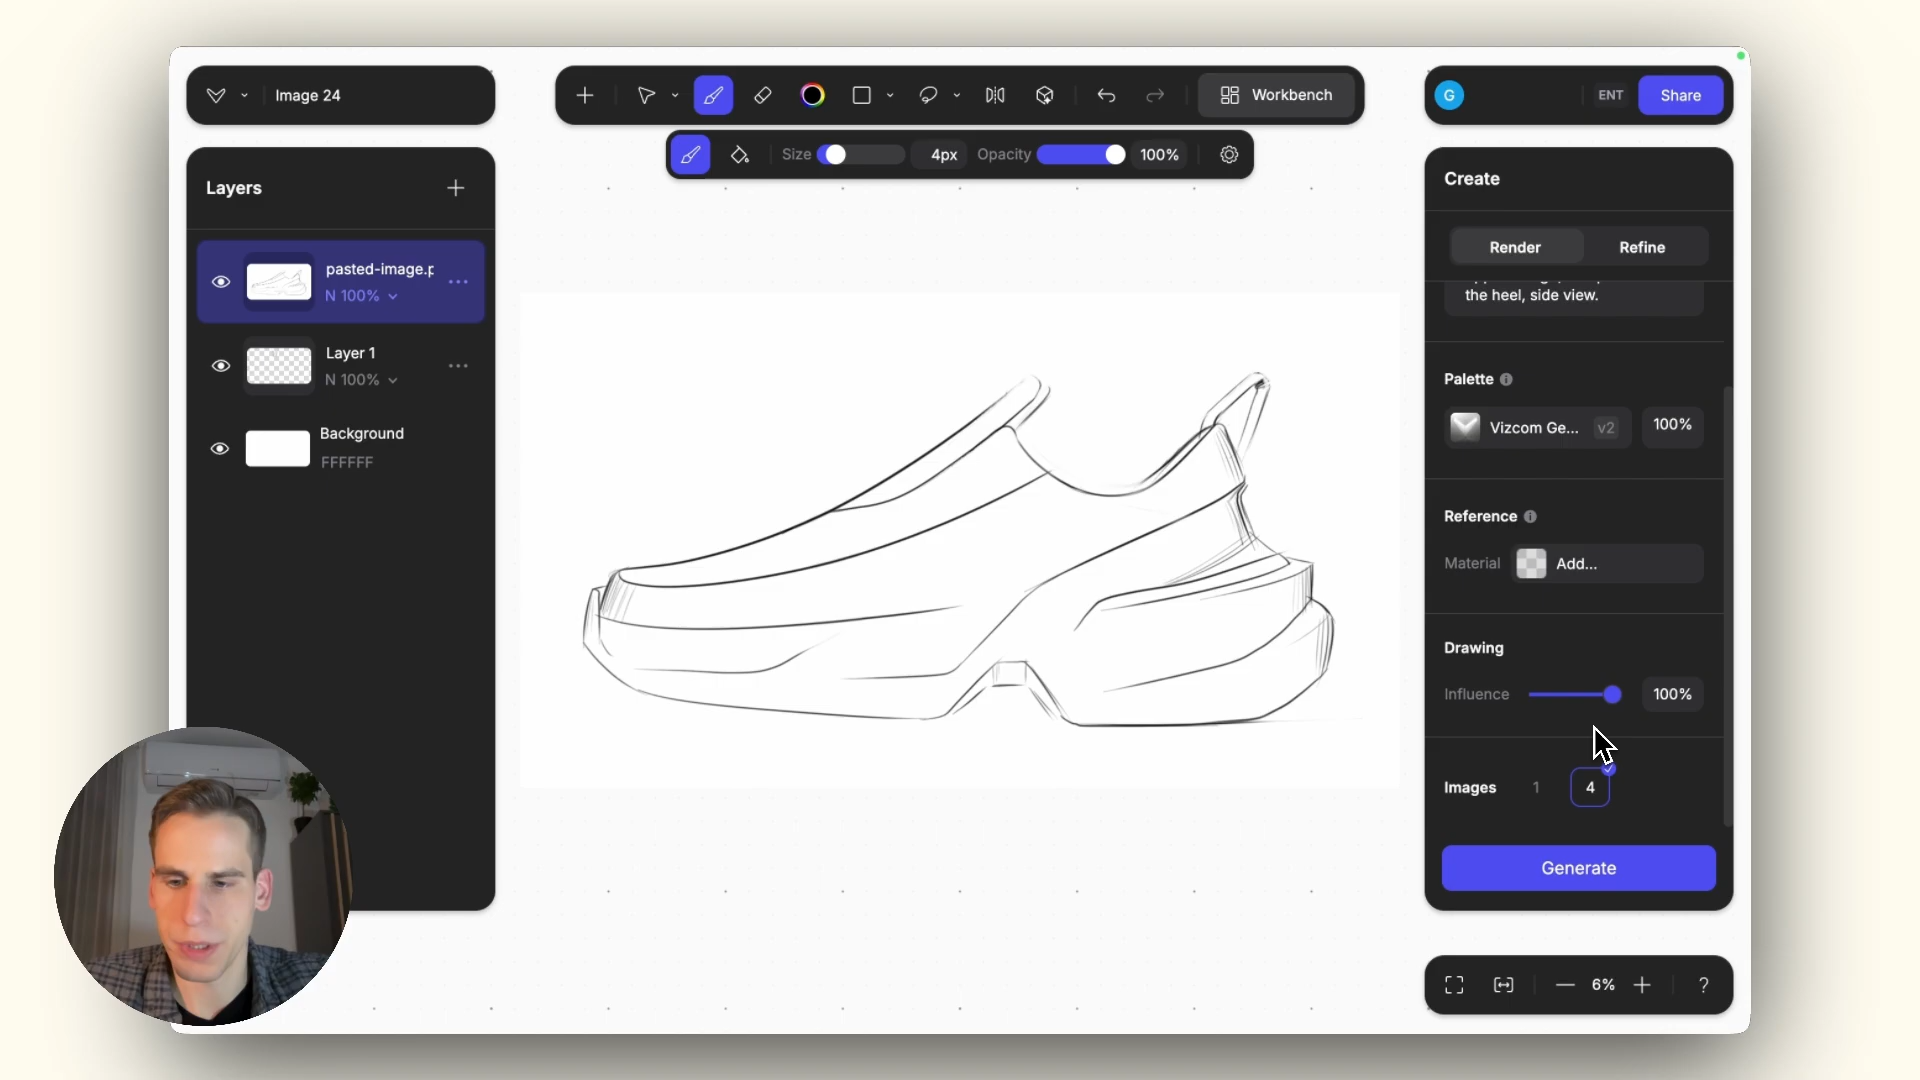 Image 24
Workbench
G
ENT
Share
Size
4px
Opacity
100%
Layers
pasted-image.p
N 100%
Layer 1
N 100%
Background
FFFFFF
Create
Render
Refine
the heel, side view.
Palette
Vizcom Ge...
v2
100%
Reference
Material
Add...
Drawing
Influence
100%
Images
1
4
Generate
6%
?